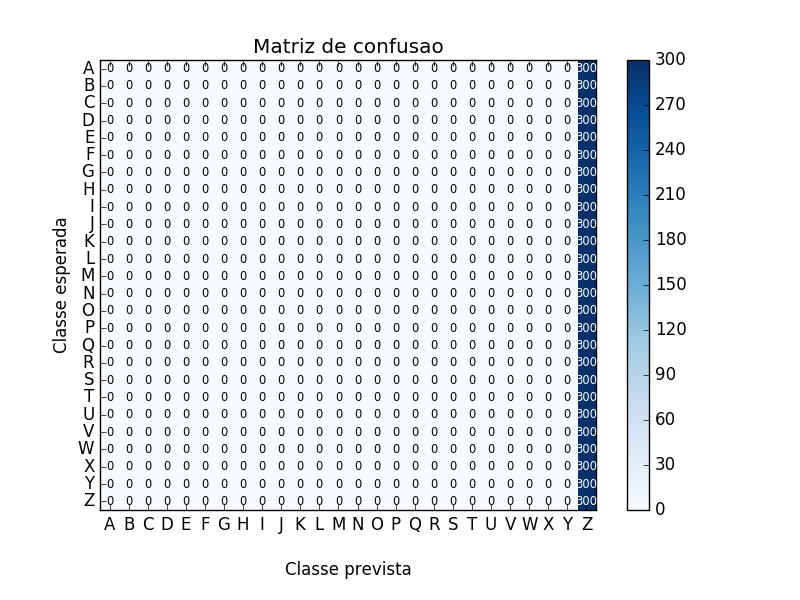 Matriz de confusao
A 0 0 0 0 0 0 0 0 0 0 0 0 0 0 0 0 0 0 0 0 0 0 0 0 0 300
B 0 0 0 0 0 0 0 0 0 0 0 0 0 0 0 0 0 0 0 0 0 0 0 0 0 300
C 0 0 0 0 0 0 0 0 0 0 0 0 0 0 0 0 0 0 0 0 0 0 0 0 0 300
D 0 0 0 0 0 0 0 0 0 0 0 0 0 0 0 0 0 0 0 0 0 0 0 0 0 300
E 0 0 0 0 0 0 0 0 0 0 0 0 0 0 0 0 0 0 0 0 0 0 0 0 0 300
F 0 0 0 0 0 0 0 0 0 0 0 0 0 0 0 0 0 0 0 0 0 0 0 0 0 300
G 0 0 0 0 0 0 0 0 0 0 0 0 0 0 0 0 0 0 0 0 0 0 0 0 0 300
H 0 0 0 0 0 0 0 0 0 0 0 0 0 0 0 0 0 0 0 0 0 0 0 0 0 300
I 0 0 0 0 0 0 0 0 0 0 0 0 0 0 0 0 0 0 0 0 0 0 0 0 0 300
J 0 0 0 0 0 0 0 0 0 0 0 0 0 0 0 0 0 0 0 0 0 0 0 0 0 300
K 0 0 0 0 0 0 0 0 0 0 0 0 0 0 0 0 0 0 0 0 0 0 0 0 0 300
L 0 0 0 0 0 0 0 0 0 0 0 0 0 0 0 0 0 0 0 0 0 0 0 0 0 300
M 0 0 0 0 0 0 0 0 0 0 0 0 0 0 0 0 0 0 0 0 0 0 0 0 0 300
N 0 0 0 0 0 0 0 0 0 0 0 0 0 0 0 0 0 0 0 0 0 0 0 0 0 300
O 0 0 0 0 0 0 0 0 0 0 0 0 0 0 0 0 0 0 0 0 0 0 0 0 0 300
P 0 0 0 0 0 0 0 0 0 0 0 0 0 0 0 0 0 0 0 0 0 0 0 0 0 300
Q 0 0 0 0 0 0 0 0 0 0 0 0 0 0 0 0 0 0 0 0 0 0 0 0 0 300
R 0 0 0 0 0 0 0 0 0 0 0 0 0 0 0 0 0 0 0 0 0 0 0 0 0 300
S 0 0 0 0 0 0 0 0 0 0 0 0 0 0 0 0 0 0 0 0 0 0 0 0 0 300
T 0 0 0 0 0 0 0 0 0 0 0 0 0 0 0 0 0 0 0 0 0 0 0 0 0 300
U 0 0 0 0 0 0 0 0 0 0 0 0 0 0 0 0 0 0 0 0 0 0 0 0 0 300
V 0 0 0 0 0 0 0 0 0 0 0 0 0 0 0 0 0 0 0 0 0 0 0 0 0 300
W 0 0 0 0 0 0 0 0 0 0 0 0 0 0 0 0 0 0 0 0 0 0 0 0 0 300
X 0 0 0 0 0 0 0 0 0 0 0 0 0 0 0 0 0 0 0 0 0 0 0 0 0 300
Y 0 0 0 0 0 0 0 0 0 0 0 0 0 0 0 0 0 0 0 0 0 0 0 0 0 300
Z 0 0 0 0 0 0 0 0 0 0 0 0 0 0 0 0 0 0 0 0 0 0 0 0 0 300
A B C D E F G H I J K L M N O P Q R S T U V W X Y Z
Classe esperada
Classe prevista
300
270
240
210
180
150
120
90
60
30
0